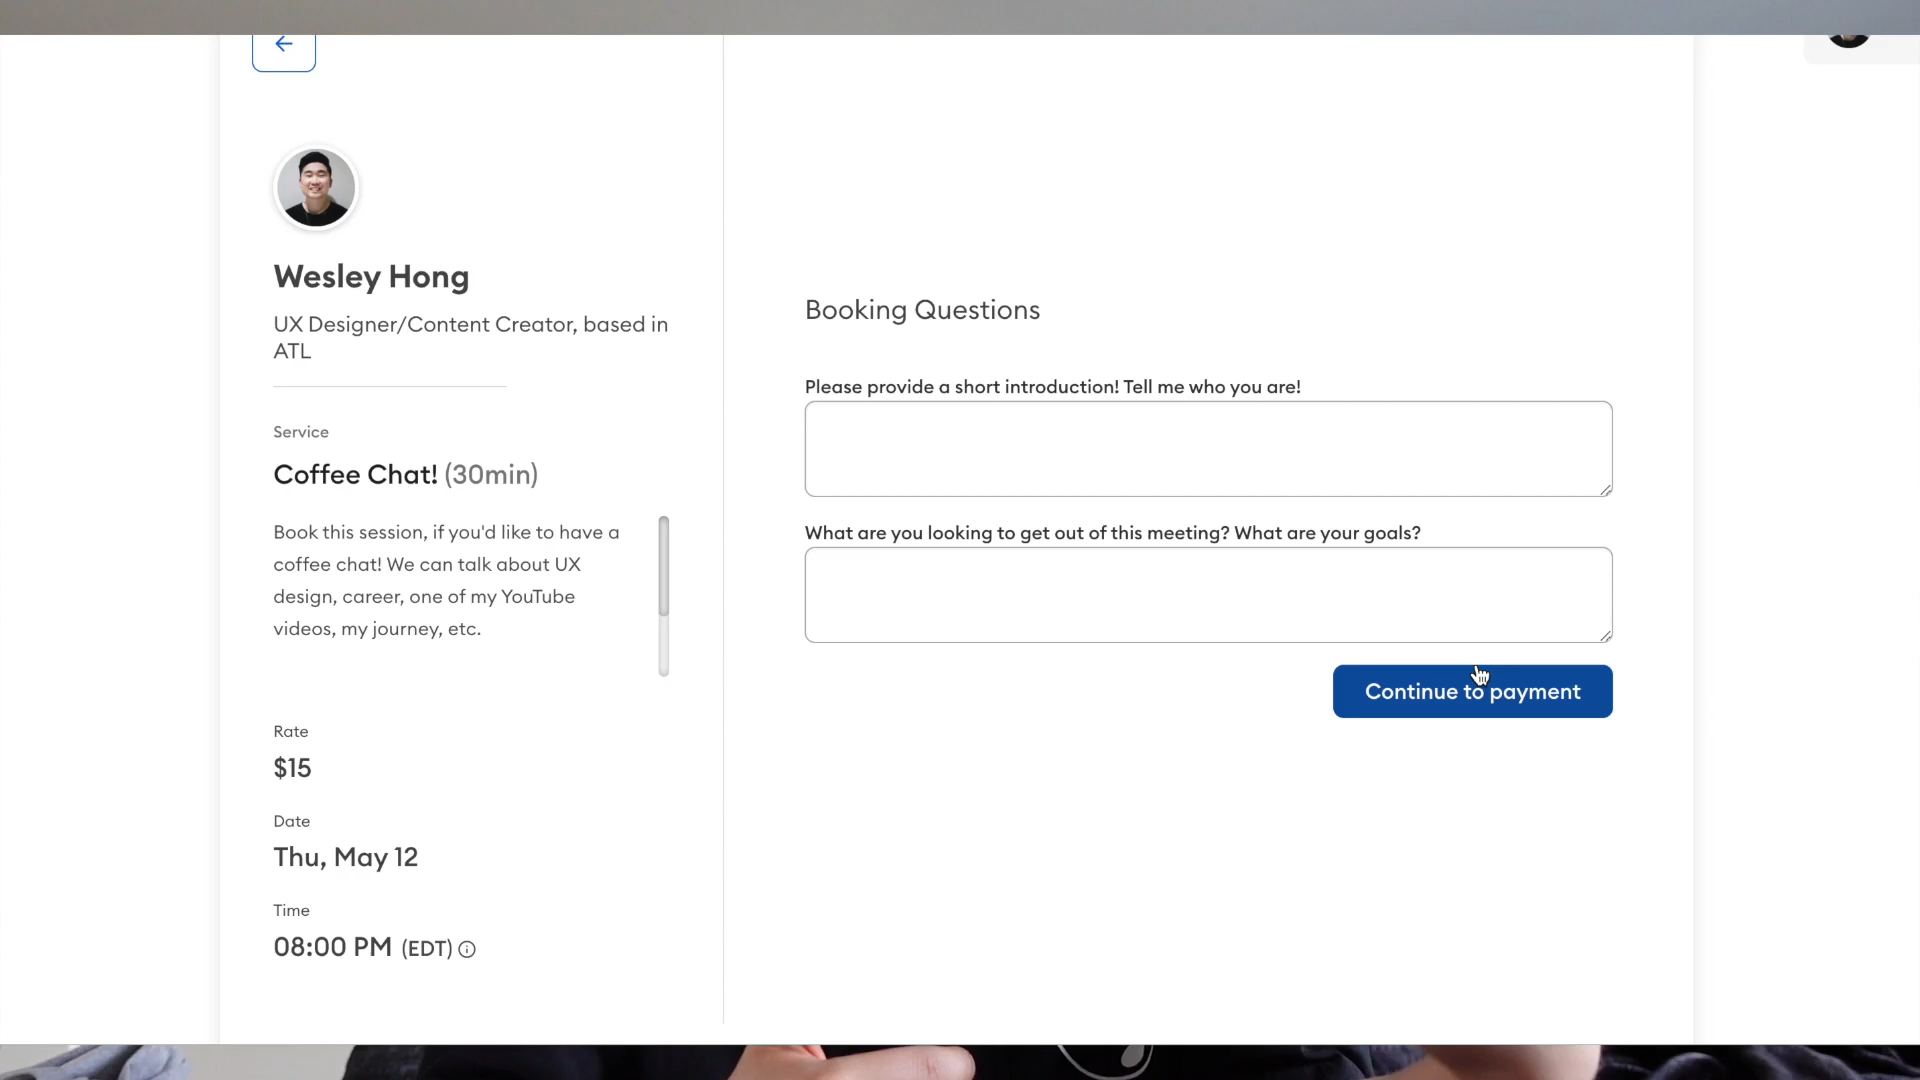 Wesley Hong
UX Designer/Content Creator, based in
ATL
Service
Coffee Chat! (30min)
Book this session, if you'd like to have a
coffee chat! We can talk about UX
design, career, one of my YouTube
videos, my journey, etc.
Rate
$15
Date
Thu, May 12
Time
08:00 PM (EDT)
Booking Questions
Please provide a short introduction! Tell me who you are!
What are you looking to get out of this meeting? What are your goals?
Continue to payment